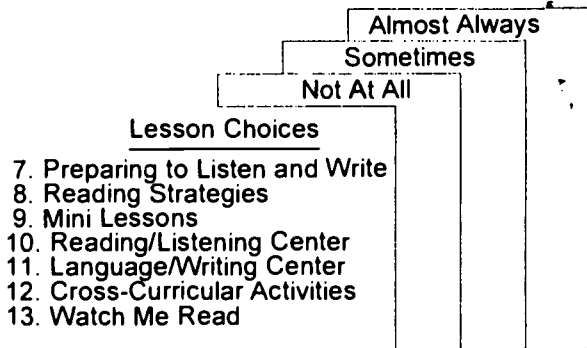 Almost Always
Sometimes
Not At All
Lesson Choices
7. Preparing to Listen and Write
8. Reading Strategies
9. Mini Lessons
10. Reading/Listening Center
11. Language/Writing Center
12. Cross-Curricular Activities
13. Watch Me Read